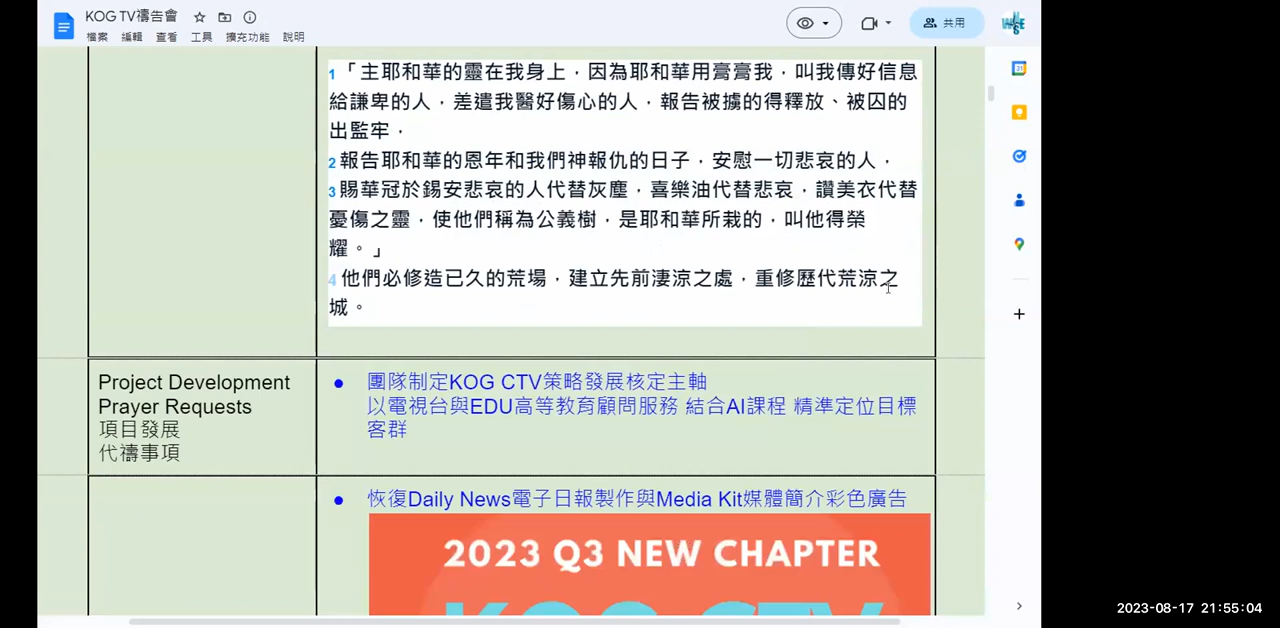 KOG TV禱告會
檔案 編輯 查看 工具 擴充功能 說明
共用
31
1「主耶和華的靈在我身上，因為耶和華用膏膏我，叫我傳好信息
給謙卑的人，差遣我醫好傷心的人，報告被擄的得釋放、被囚的
出監牢，
2報告耶和華的恩年和我們神報仇的日子，安慰一切悲哀的人，
3賜華冠於錫安悲哀的人代替灰塵，喜樂油代替悲哀，讚美衣代替
憂傷之靈，使他們稱為公義樹，是耶和華所栽的，叫他得榮
耀。」
4他們必修造已久的荒場，建立先前淒涼之處，重修歷代荒涼之
城。
Project Development
Prayer Requests
項目發展
代禱事項
● 團隊制定KOG CTV策略發展核定主軸
以電視台與EDU高等教育顧問服務 結合AI課程 精準定位目標
客群
● 恢復Daily News電子日報製作與Media Kit媒體簡介彩色廣告
2023 Q3 NEW CHAPTER
KOG CTV
2023-08-17 21:55:04